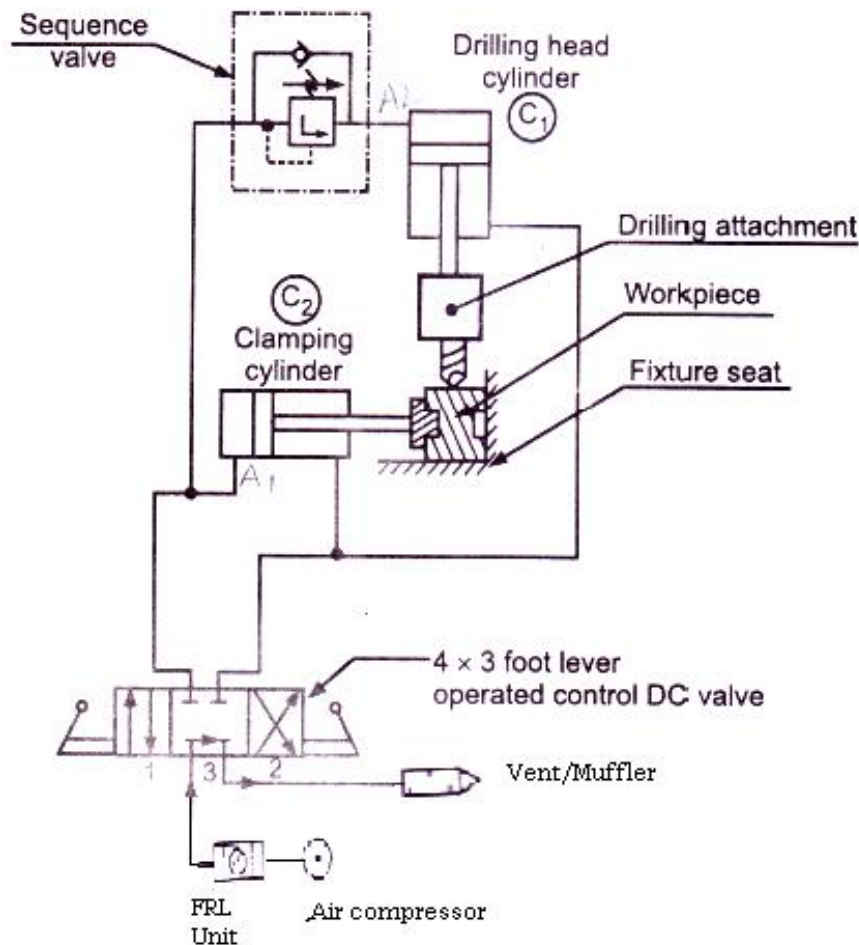 Sequence
valve
Drilling head
cylinder
C1
A2
Drilling attachment
C2
Clamping
cylinder
Workpiece
Fixture seat
A1
4 × 3 foot lever
operated control DC valve
1
3
2
Vent/Muffler
FRL
Unit
Air compressor